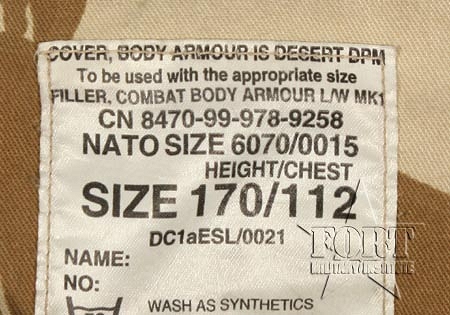 COVER, BODY ARMOUR IS DESERT DPM
To be used with the appropriate size
FILLER, COMBAT BODY ARMOUR L/W MK1
CN 8470-99-978-9258
NATO SIZE 6070/0015
HEIGHT/CHEST
SIZE 170/112
DC1aESL/0021
NAME:
NO:
WASH AS SYNTHETICS
FORT